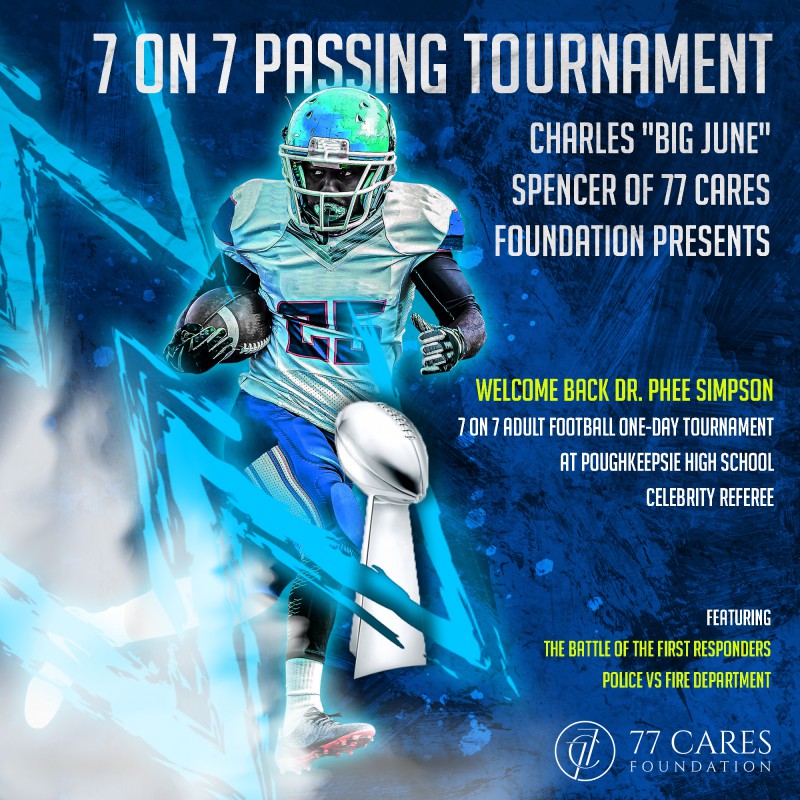 7 ON 7 PASSING TOURNAMENT
CHARLES "BIG JUNE"
SPENCER OF 77 CARES
FOUNDATION PRESENTS
25
WELCOME BACK DR. PHEE SIMPSON
7 ON 7 ADULT FOOTBALL ONE-DAY TOURNAMENT
AT POUGHKEEPSIE HIGH SCHOOL
CELEBRITY REFEREE
FEATURING
THE BATTLE OF THE FIRST RESPONDERS
POLICE VS FIRE DEPARTMENT
77 CARES
FOUNDATION